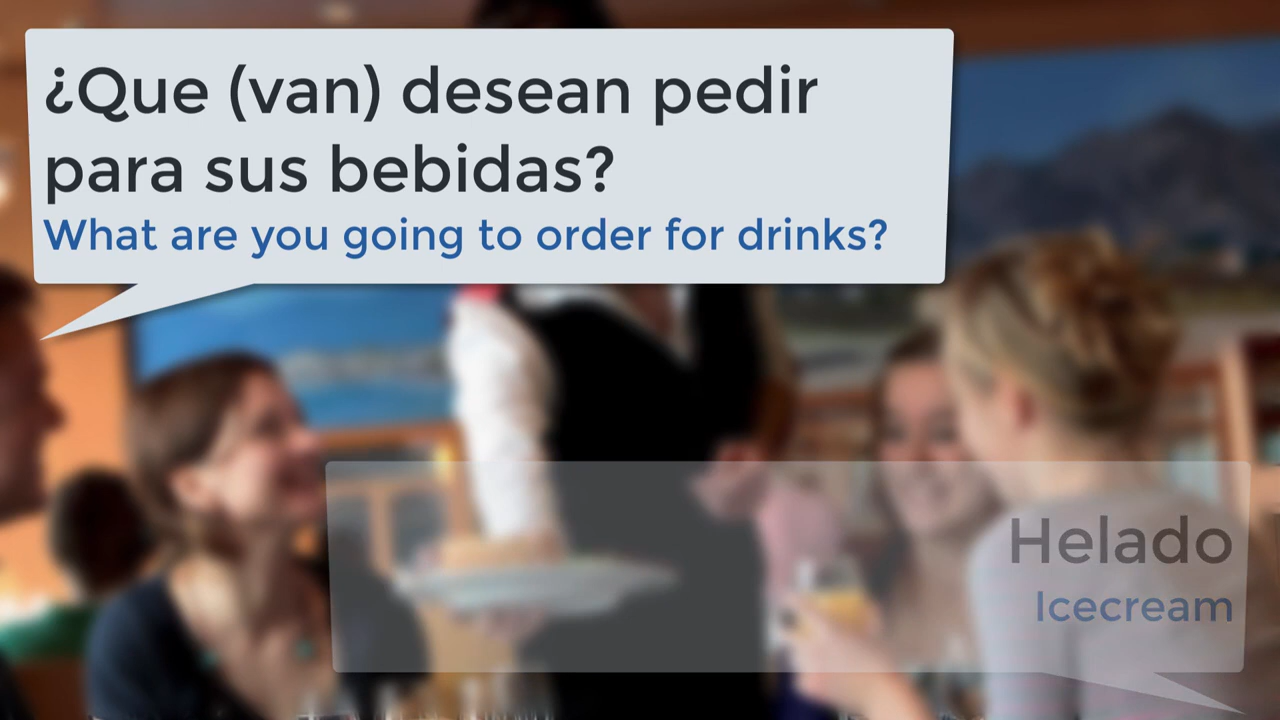 ¿Que (van) desean pedir
para sus bebidas?
What are you going to order for drinks?
Helado
Icecream